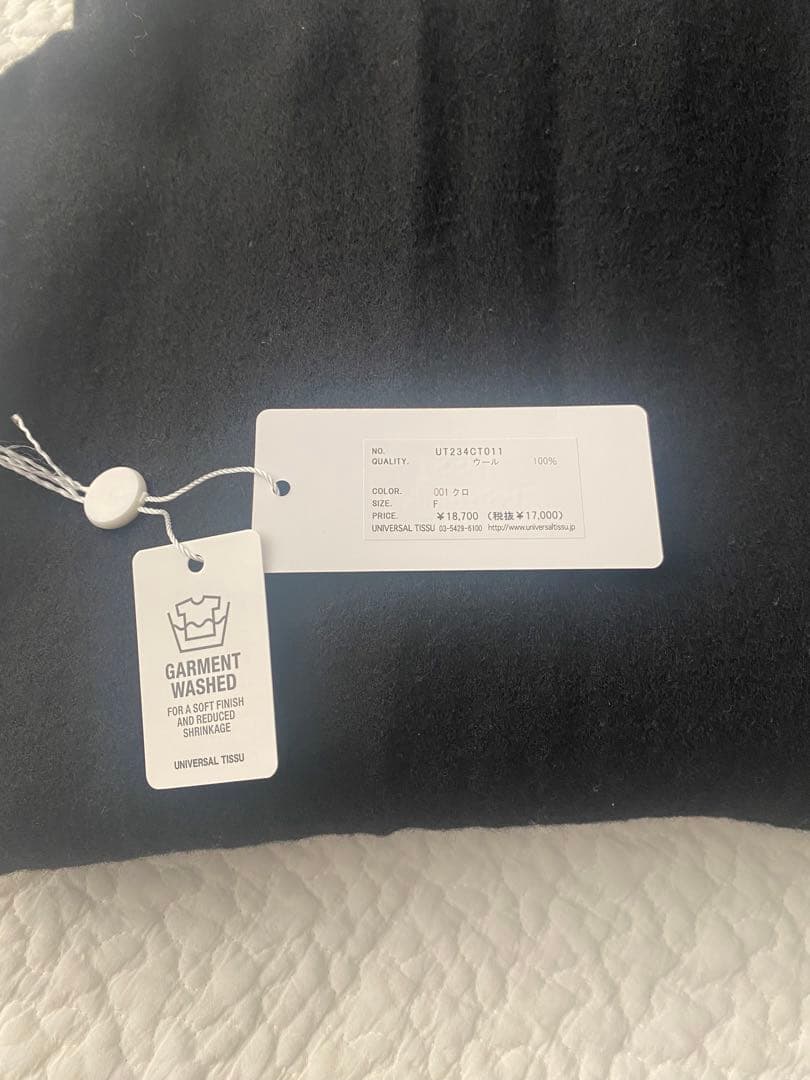 NO. UT234CT011
QUALITY. ウール 100%
COLOR. 001 クロ
SIZE. F
PRICE. ¥18,700 (税抜¥17,000)
UNIVERSAL TISSU 03-5429-6100 http://www.universaltissu.jp
GARMENT
WASHED
FOR A SOFT FINISH
AND REDUCED
SHRINKAGE
UNIVERSAL TISSU